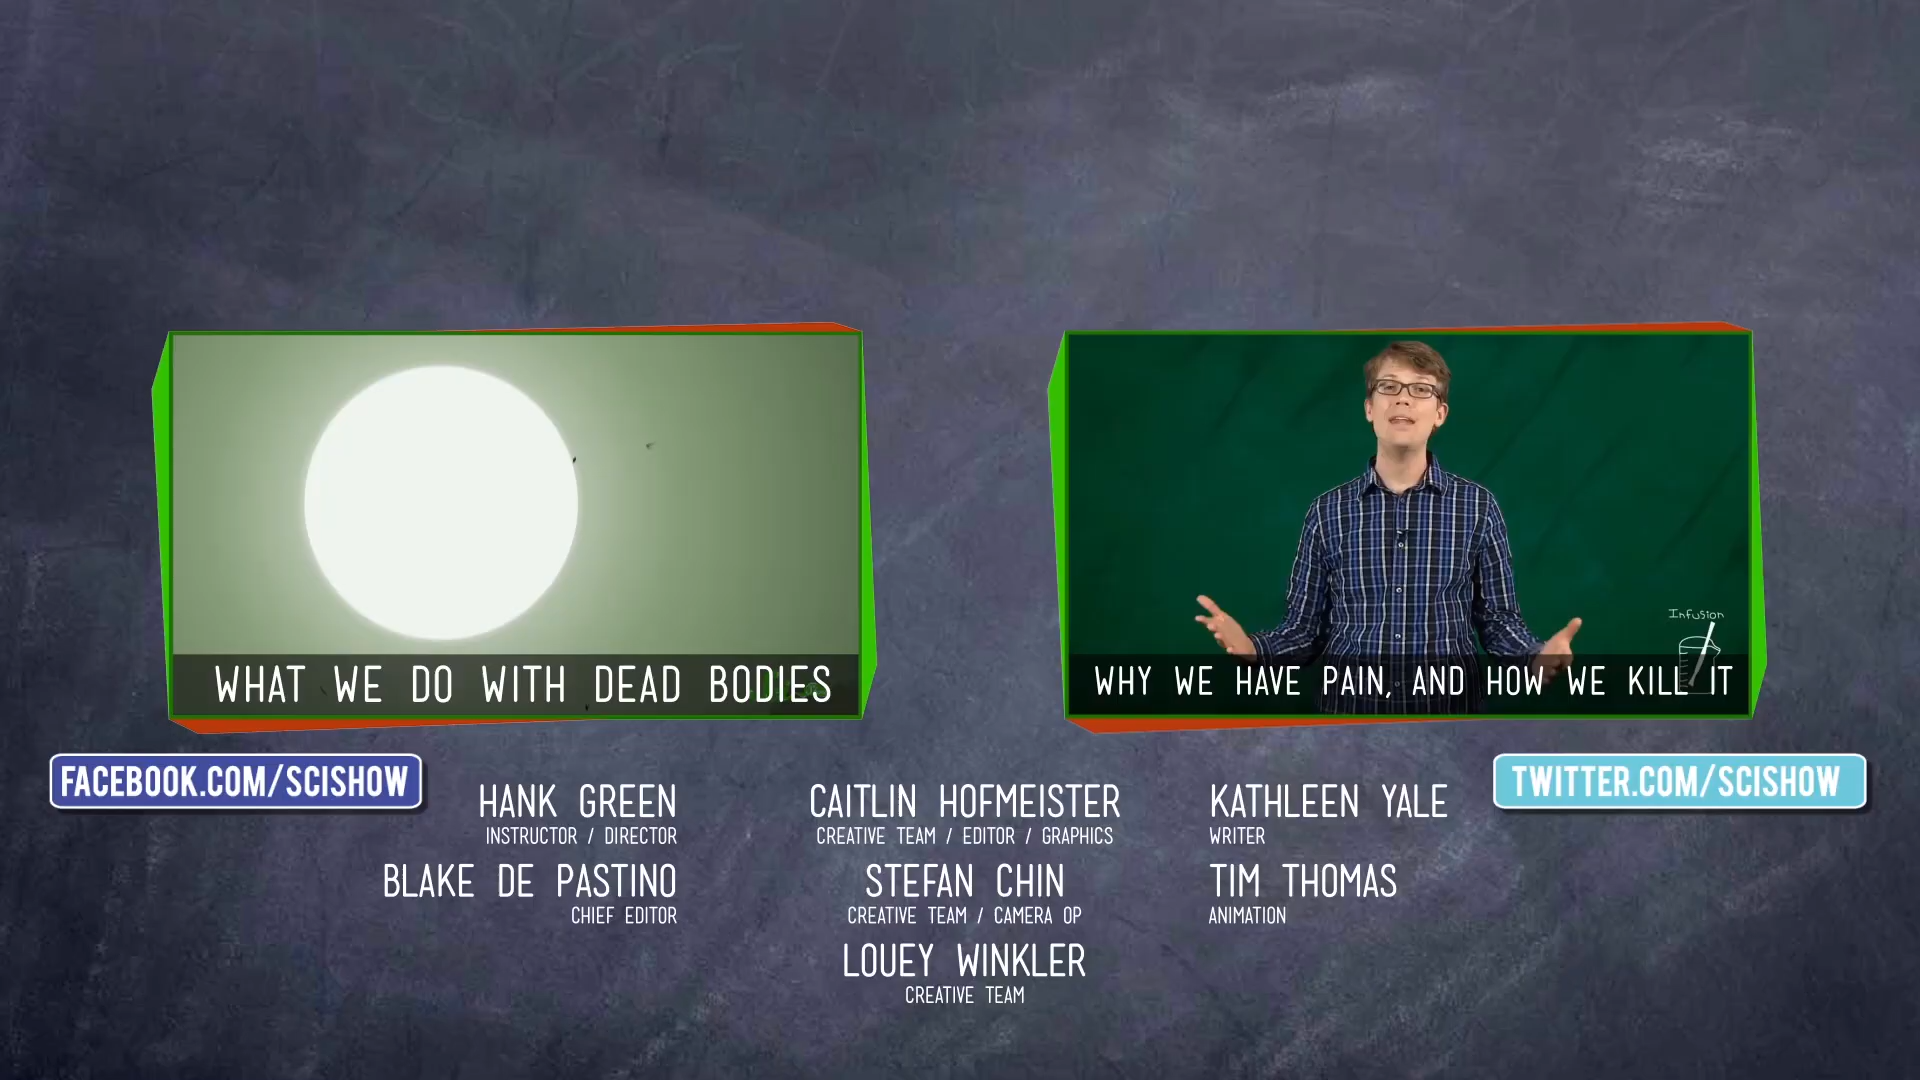 Infusion
WHAT WE DO WITH DEAD BODIES
WHY WE HAVE PAIN, AND HOW WE KILL IT
FACEBOOK.COM/SCISHOW
TWITTER.COM/SCISHOW
HANK GREEN
INSTRUCTOR / DIRECTOR
BLAKE DE PASTINO
CHIEF EDITOR
CAITLIN HOFMEISTER
CREATIVE TEAM / EDITOR / GRAPHICS
STEFAN CHIN
CREATIVE TEAM / CAMERA OP
LOUEY WINKLER
CREATIVE TEAM
KATHLEEN YALE
WRITER
TIM THOMAS
ANIMATION